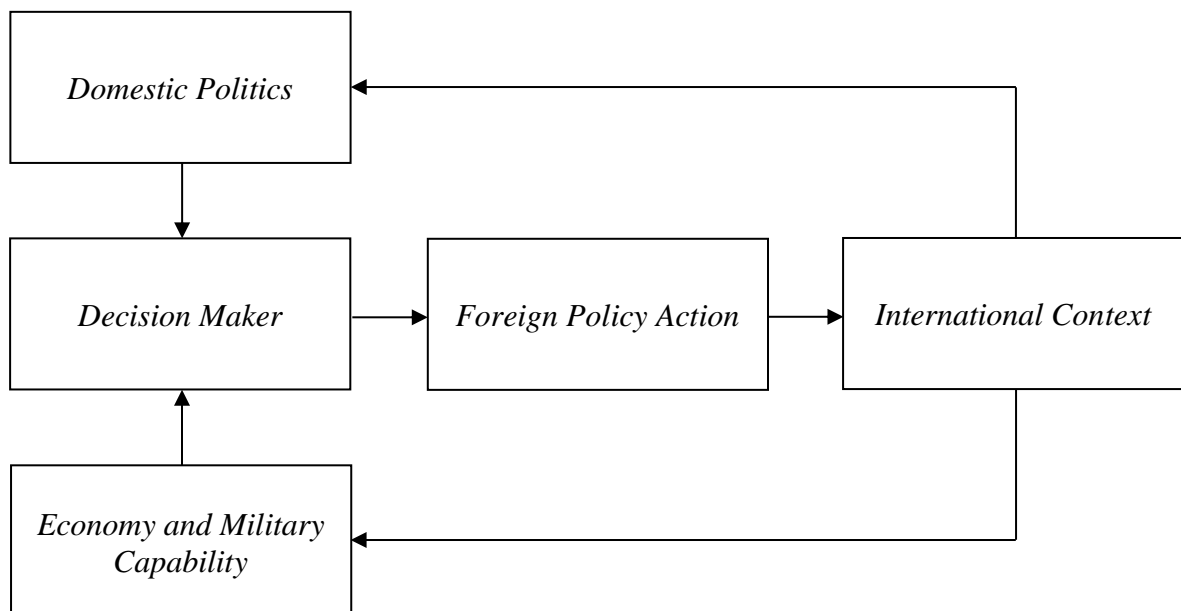 Domestic Politics
Decision Maker
Foreign Policy Action
International Context
Economy and Military
Capability